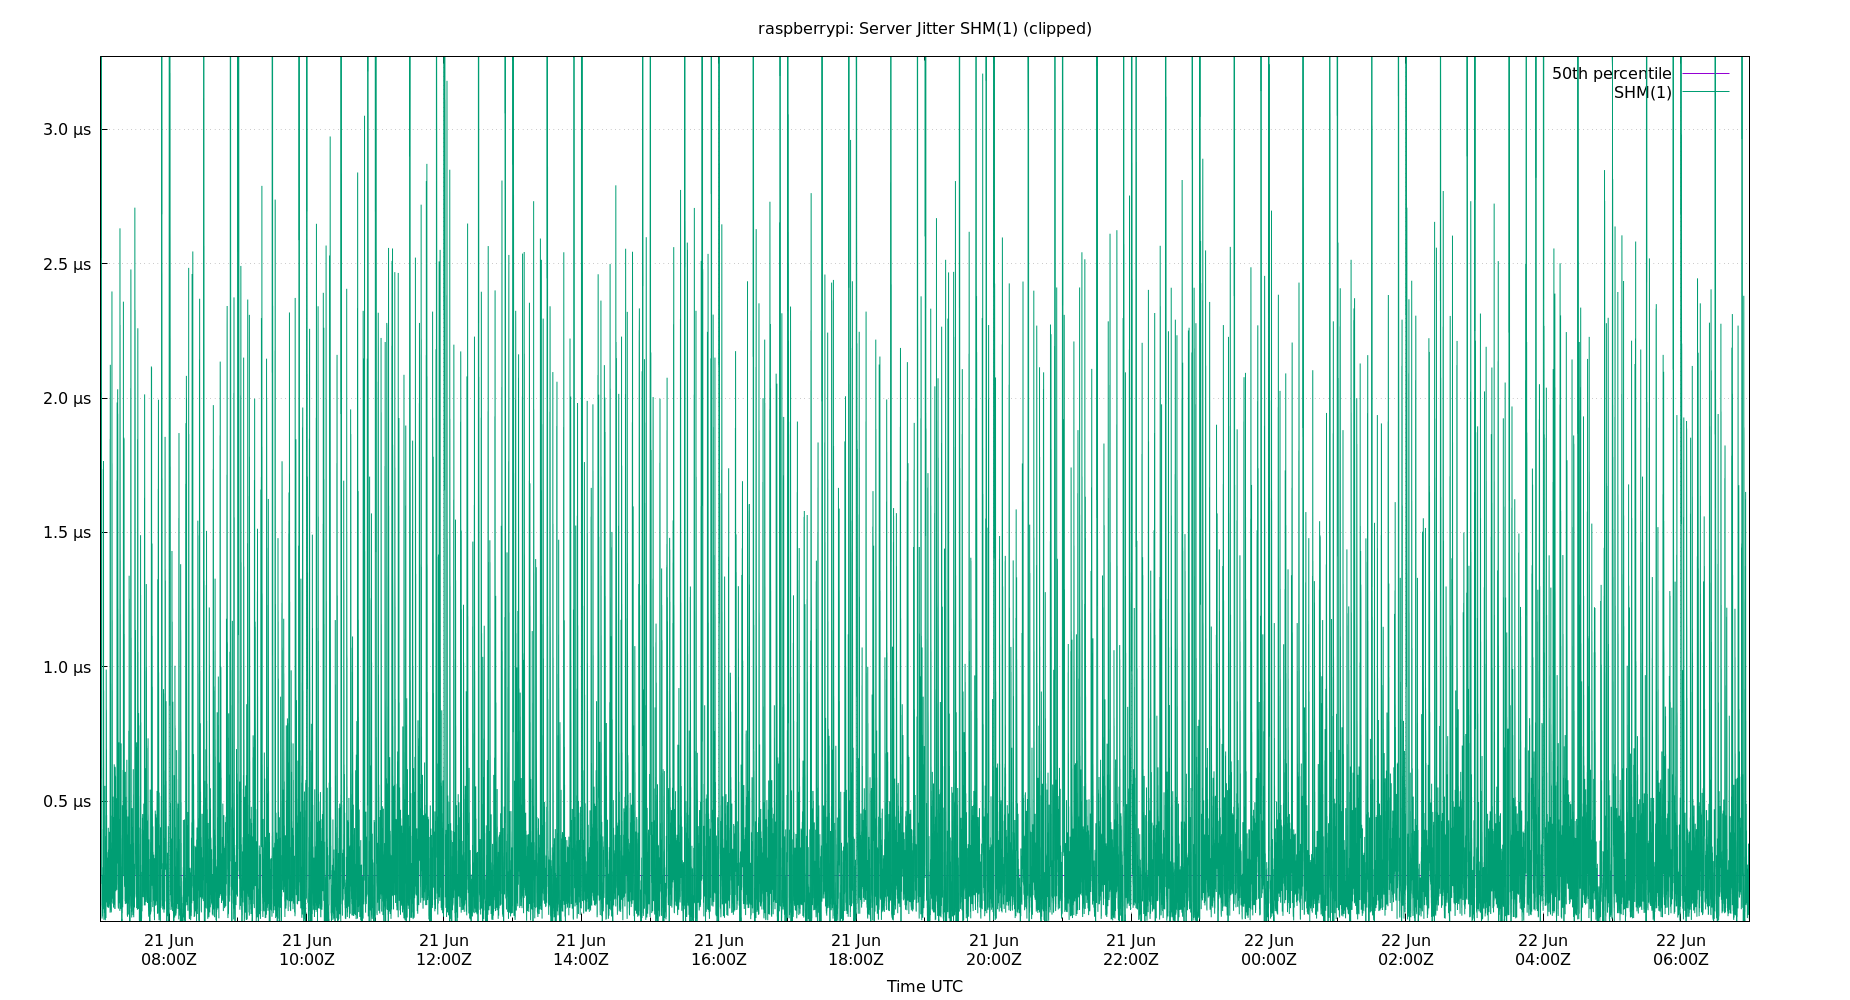 raspberrypi: Server Jitter SHM(1) (clipped)
50th percentile
SHM(1)
3.0 µs
2.5 µs
2.0 µs
1.5 µs
1.0 µs
0.5 µs
21 Jun 21 Jun 21 Jun 21 Jun 21 Jun 21 Jun 21 Jun 21 Jun 22 Jun 22 Jun 22 Jun 22 Jun
08:00Z 10:00Z 12:00Z 14:00Z 16:00Z 18:00Z 20:00Z 22:00Z 00:00Z 02:00Z 04:00Z 06:00Z
Time UTC